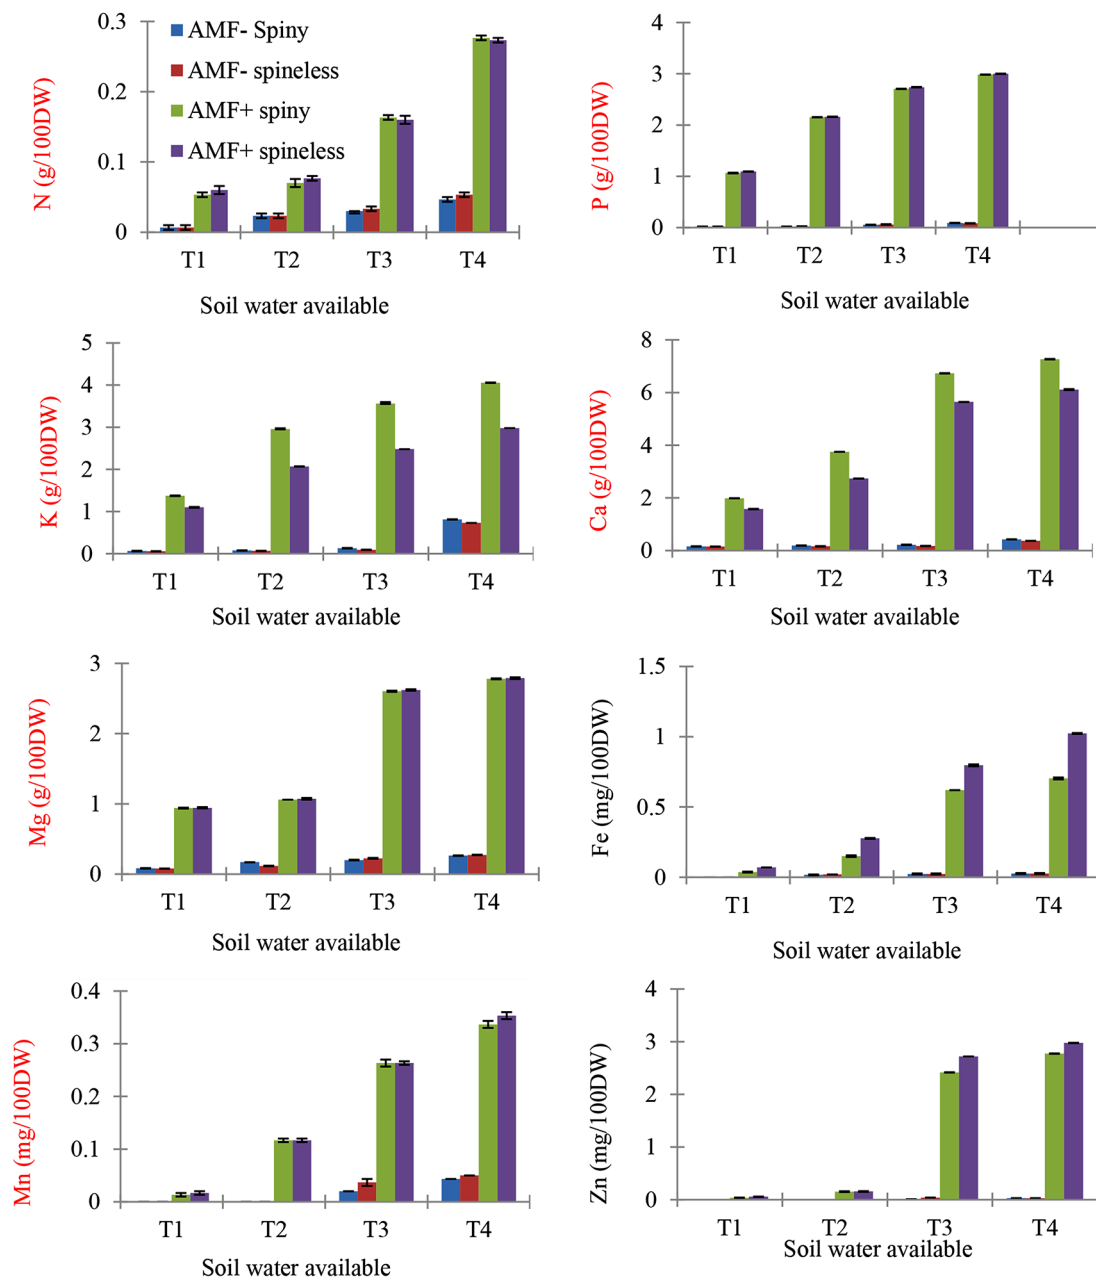 N (g/100DW)
0.3
0.2
0.1
0
AMF- Spiny
AMF- spineless
AMF+ spiny
AMF+ spineless
T1 T2 T3 T4
Soil water available
P (g/100DW)
4
3
2
1
0
T1 T2 T3 T4
Soil water available
K (g/100DW)
5
4
3
2
1
0
T1 T2 T3 T4
Soil water available
Ca (g/100DW)
8
6
4
2
0
T1 T2 T3 T4
Soil water available
Mg (g/100DW)
3
2
1
0
T1 T2 T3 T4
Soil water available
Fe (mg/100DW)
1.5
1
0.5
0
T1 T2 T3 T4
Soil water available
Mn (mg/100DW)
0.4
0.3
0.2
0.1
0
T1 T2 T3 T4
Soil water available
Zn (mg/100DW)
4
3
2
1
0
T1 T2 T3 T4
Soil water available